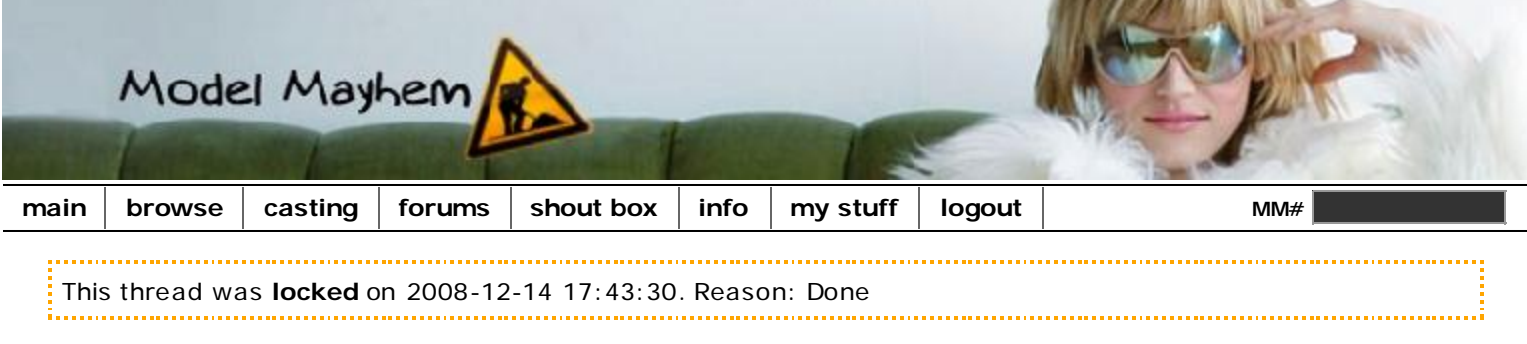 Model Mayhem
main browse casting forums shout box info my stuff logout MM#
This thread was locked on 2008-12-14 17:43:30. Reason: Done